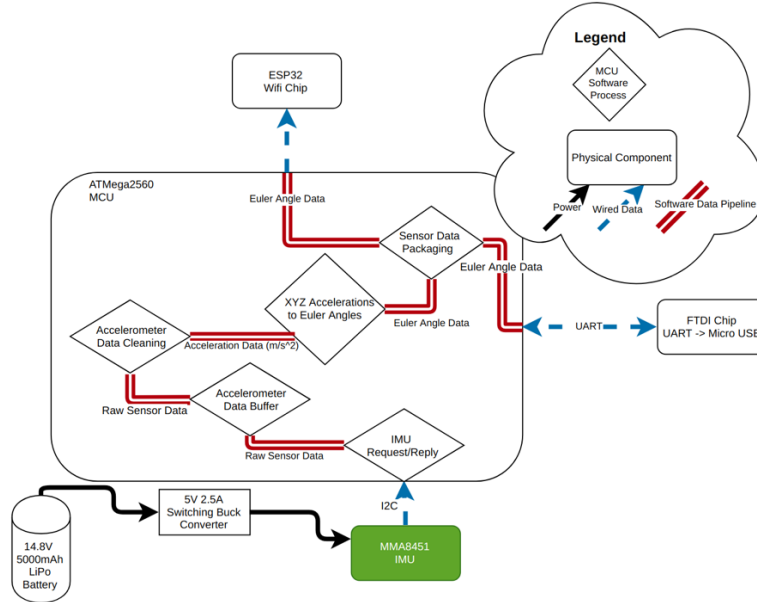 Legend
MCU
Software
Process
Physical Component
Power
Wired Data
Software Data Pipeline
ESP32
Wifi Chip
ATMega2560
MCU
Euler Angle Data
Sensor Data
Packaging
Euler Angle Data
XYZ Accelerations
to Euler Angles
Euler Angle Data
Accelerometer
Data Cleaning
Acceleration Data (m/s^2)
UART
FTDI Chip
UART -> Micro USB
Accelerometer
Data Buffer
Raw Sensor Data
IMU
Request/Reply
Raw Sensor Data
I2C
5V 2.5A
Switching Buck
Converter
14.8V
5000mAh
LiPo
Battery
MMA8451
IMU